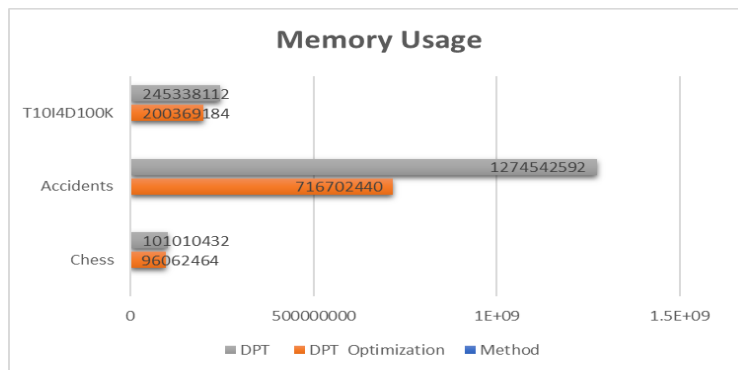 Memory Usage
T10I4D100K
245338112
200369184
Accidents
1274542592
716702440
Chess
101010432
96062464
0 500000000 1E+09 1.5E+09
DPT DPT Optimization Method